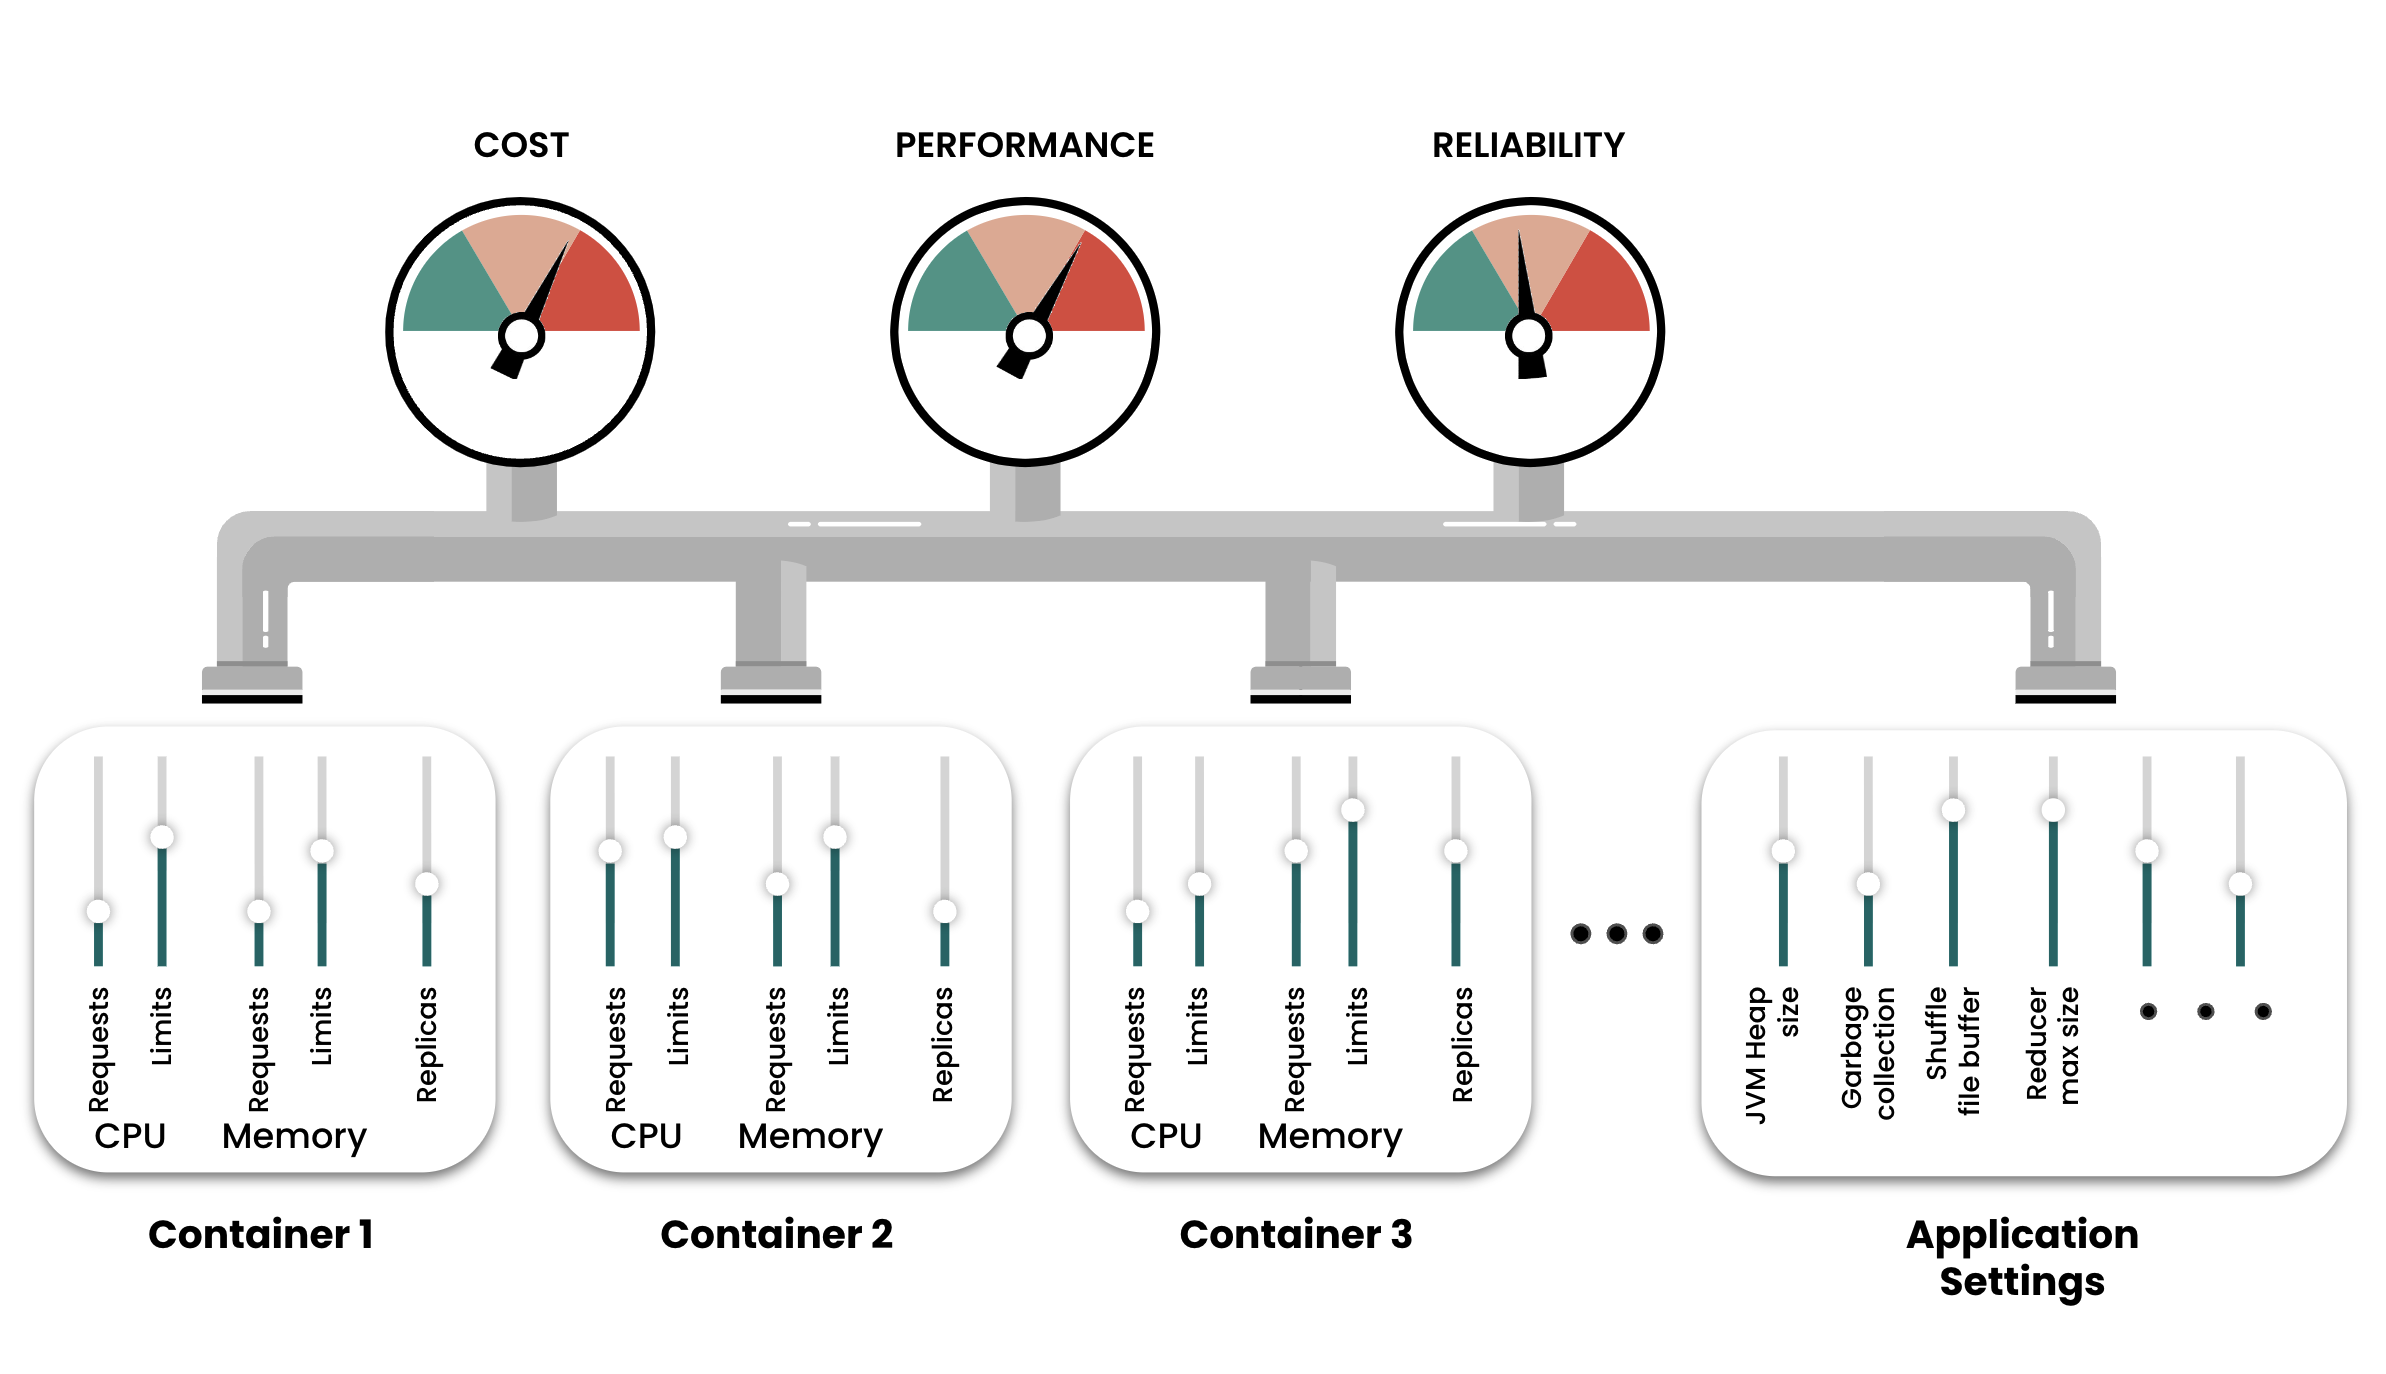 COST
PERFORMANCE
RELIABILITY
Requests
Limits
Requests
Limits
Replicas
CPU
Memory
Container 1
Requests
Limits
Requests
Limits
Replicas
CPU
Memory
Container 2
Requests
Limits
Requests
Limits
Replicas
CPU
Memory
Container 3
JVM Heap
size
Garbage
collection
Shuffle
file buffer
Reducer
max size
Application
Settings